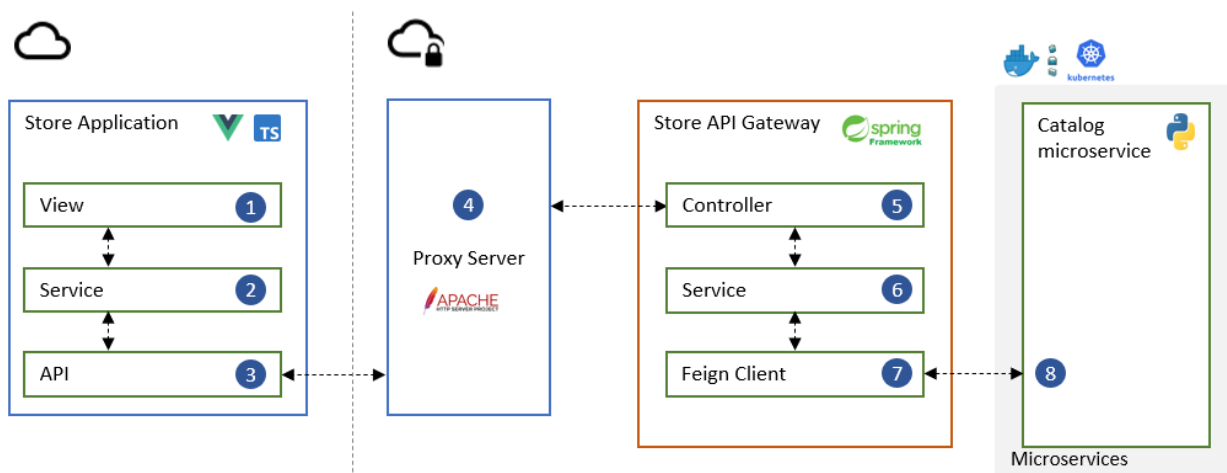 kubernetes
Store Application
TS
View
1
Service
2
API
3
4
Proxy Server
APACHE
HTTP SERVER PROJECT
Store API Gateway
spring
Framework
Controller
5
Service
6
Feign Client
7
Catalog
microservice
8
Microservices